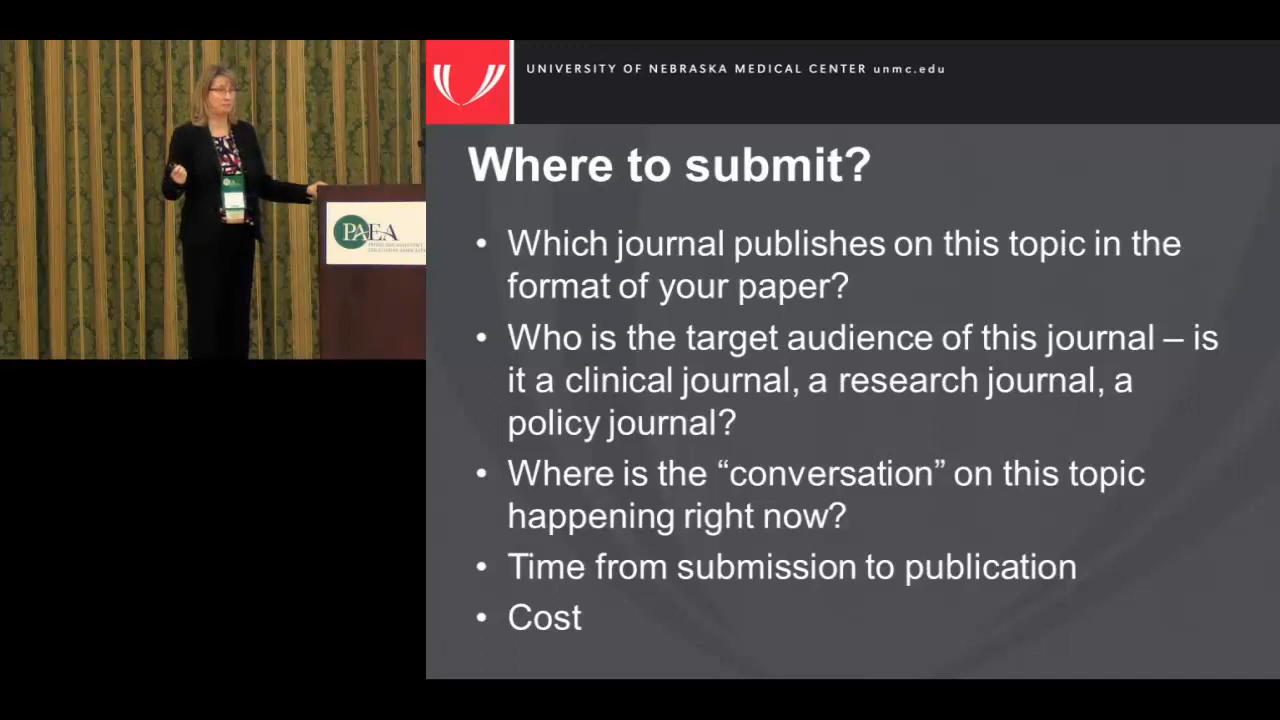 UNIVERSITY OF NEBRASKA MEDICAL CENTER unmc.edu
Where to submit?
• Which journal publishes on this topic in the
format of your paper?
• Who is the target audience of this journal – is
it a clinical journal, a research journal, a
policy journal?
• Where is the “conversation” on this topic
happening right now?
• Time from submission to publication
• Cost
PAEA